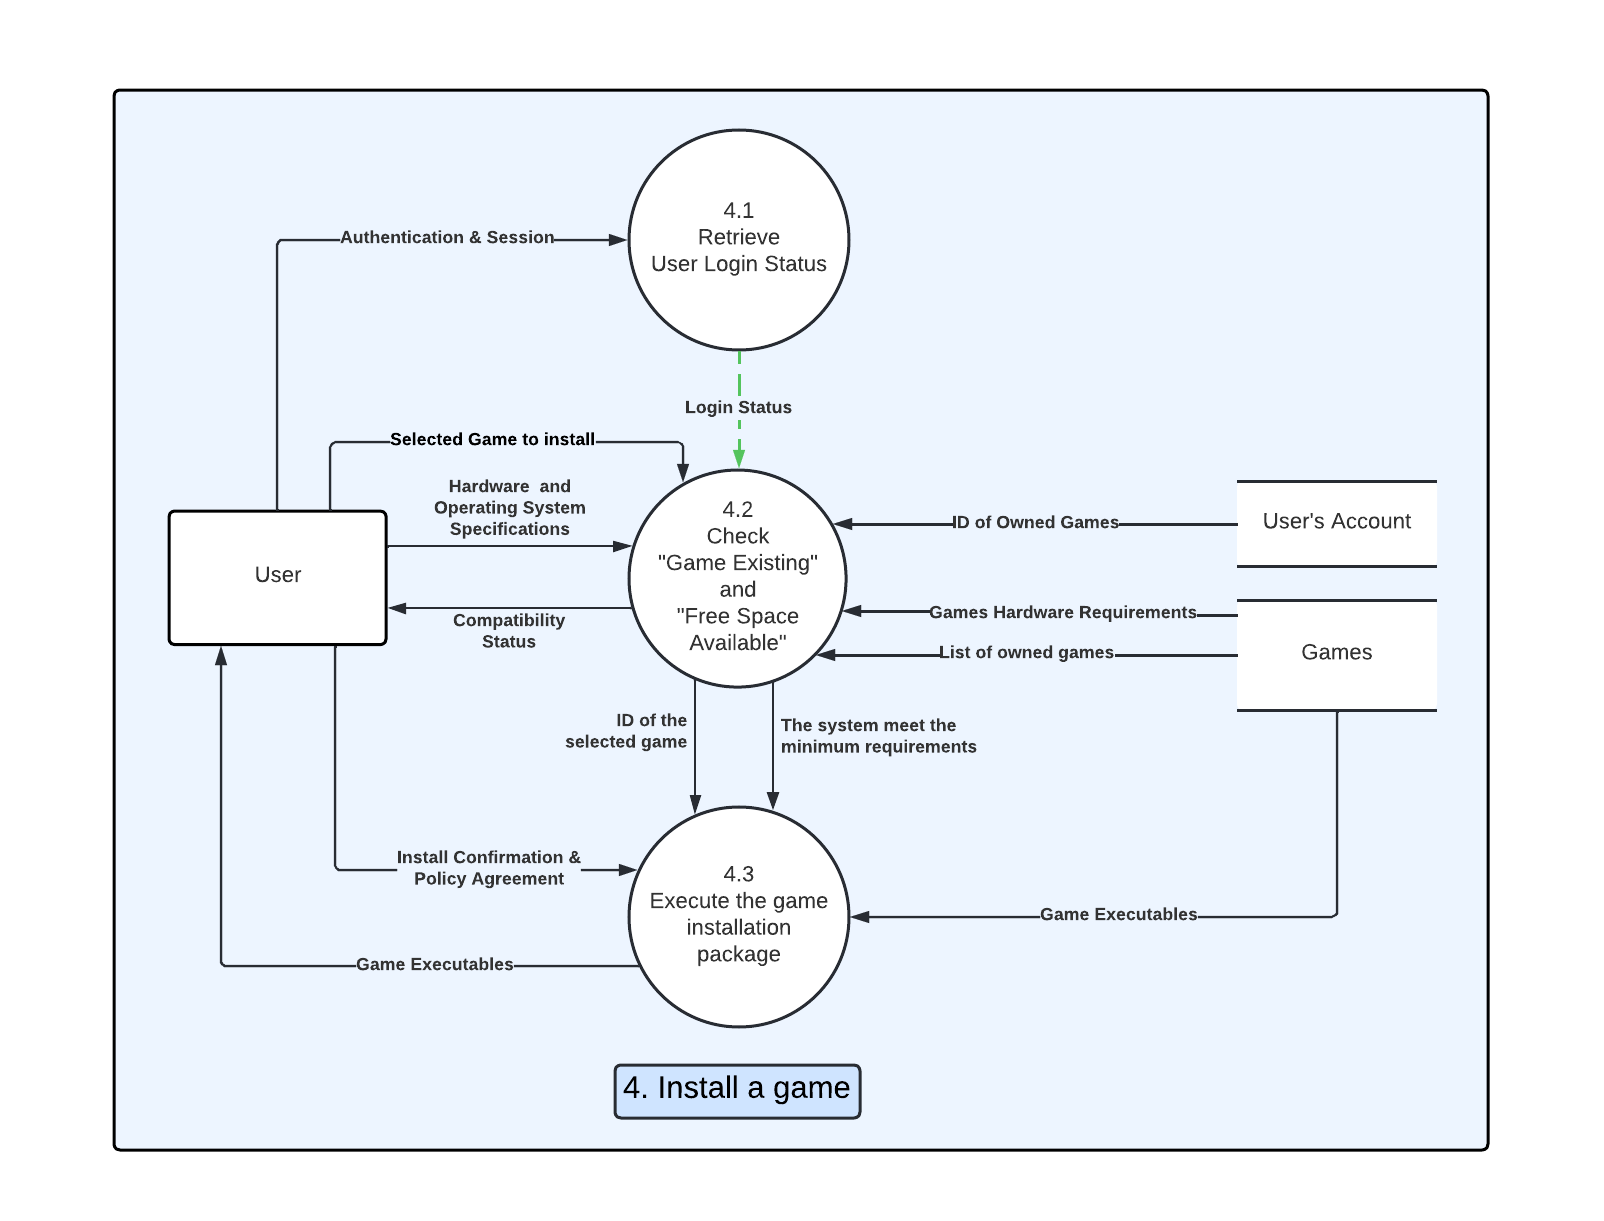 4.1
Retrieve
User Login Status
Authentication & Session
Login Status
Selected Game to install
Hardware and
Operating System
Specifications
User
Compatibility
Status
4.2
Check
"Game Existing"
and
"Free Space
Available"
ID of Owned Games
User's Account
Games Hardware Requirements
List of owned games
Games
ID of the
selected game
The system meet the
minimum requirements
Install Confirmation &
Policy Agreement
4.3
Execute the game
installation
package
Game Executables
Game Executables
4. Install a game